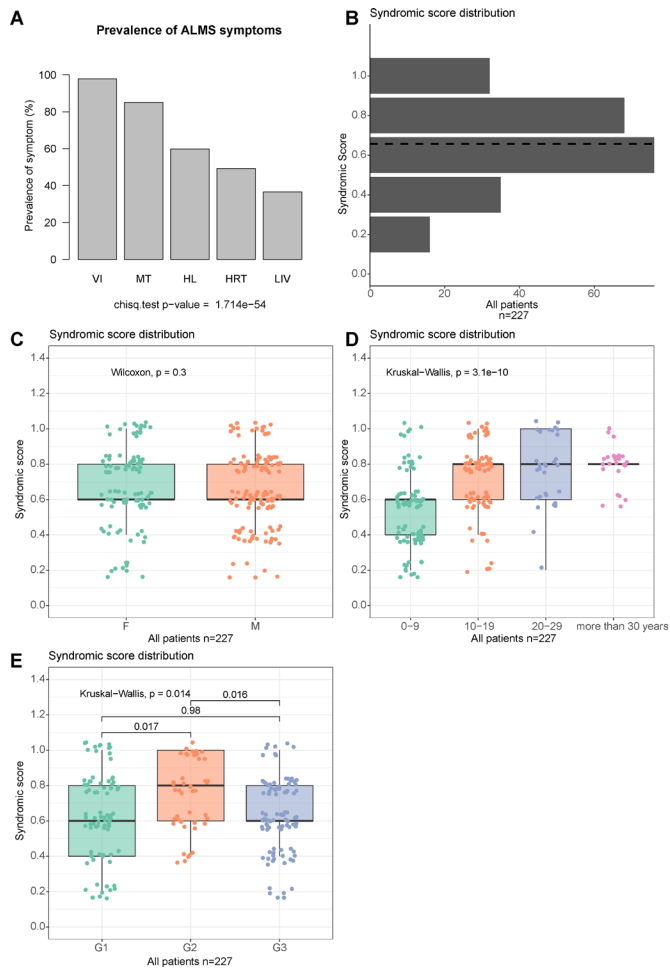 A
Prevalence of ALMS symptoms
Prevalence of symptom (%)
100
80
60
40
20
0
VI MT HL HRT LIV
chisq.test p-value = 1.714e-54
B
Syndromic score distribution
Syndromic Score
1.0
0.8
0.6
0.4
0.2
0.0
0 20 40 60
All patients
n=227
C
Syndromic score distribution
Wilcoxon, p = 0.3
Syndromic score
1.4
1.2
1.0
0.8
0.6
0.4
0.2
0.0
F M
All patients n=227
D
Syndromic score distribution
Kruskal-Wallis, p = 3.1e-10
Syndromic score
1.4
1.2
1.0
0.8
0.6
0.4
0.2
0.0
0-9 10-19 20-29 more than 30 years
All patients n=227
E
Syndromic score distribution
Kruskal-Wallis, p = 0.014
0.016
0.98
0.017
Syndromic score
1.4
1.2
1.0
0.8
0.6
0.4
0.2
0.0
G1 G2 G3
All patients n=227